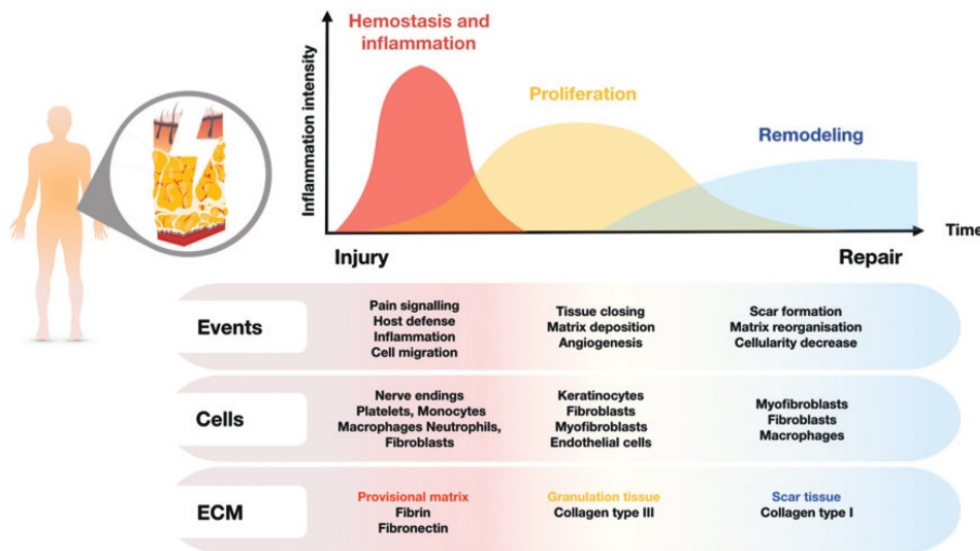 Hemostasis and
inflammation
Proliferation
Remodeling
Inflammation intensity
Time
Injury
Repair
Events
Pain signalling
Host defense
Inflammation
Cell migration
Tissue closing
Matrix deposition
Angiogenesis
Scar formation
Matrix reorganisation
Cellularity decrease
Cells
Nerve endings
Platelets, Monocytes
Macrophages Neutrophils,
Fibroblasts
Keratinocytes
Fibroblasts
Myofibroblasts
Endothelial cells
Myofibroblasts
Fibroblasts
Macrophages
ECM
Provisional matrix
Fibrin
Fibronectin
Granulation tissue
Collagen type III
Scar tissue
Collagen type I